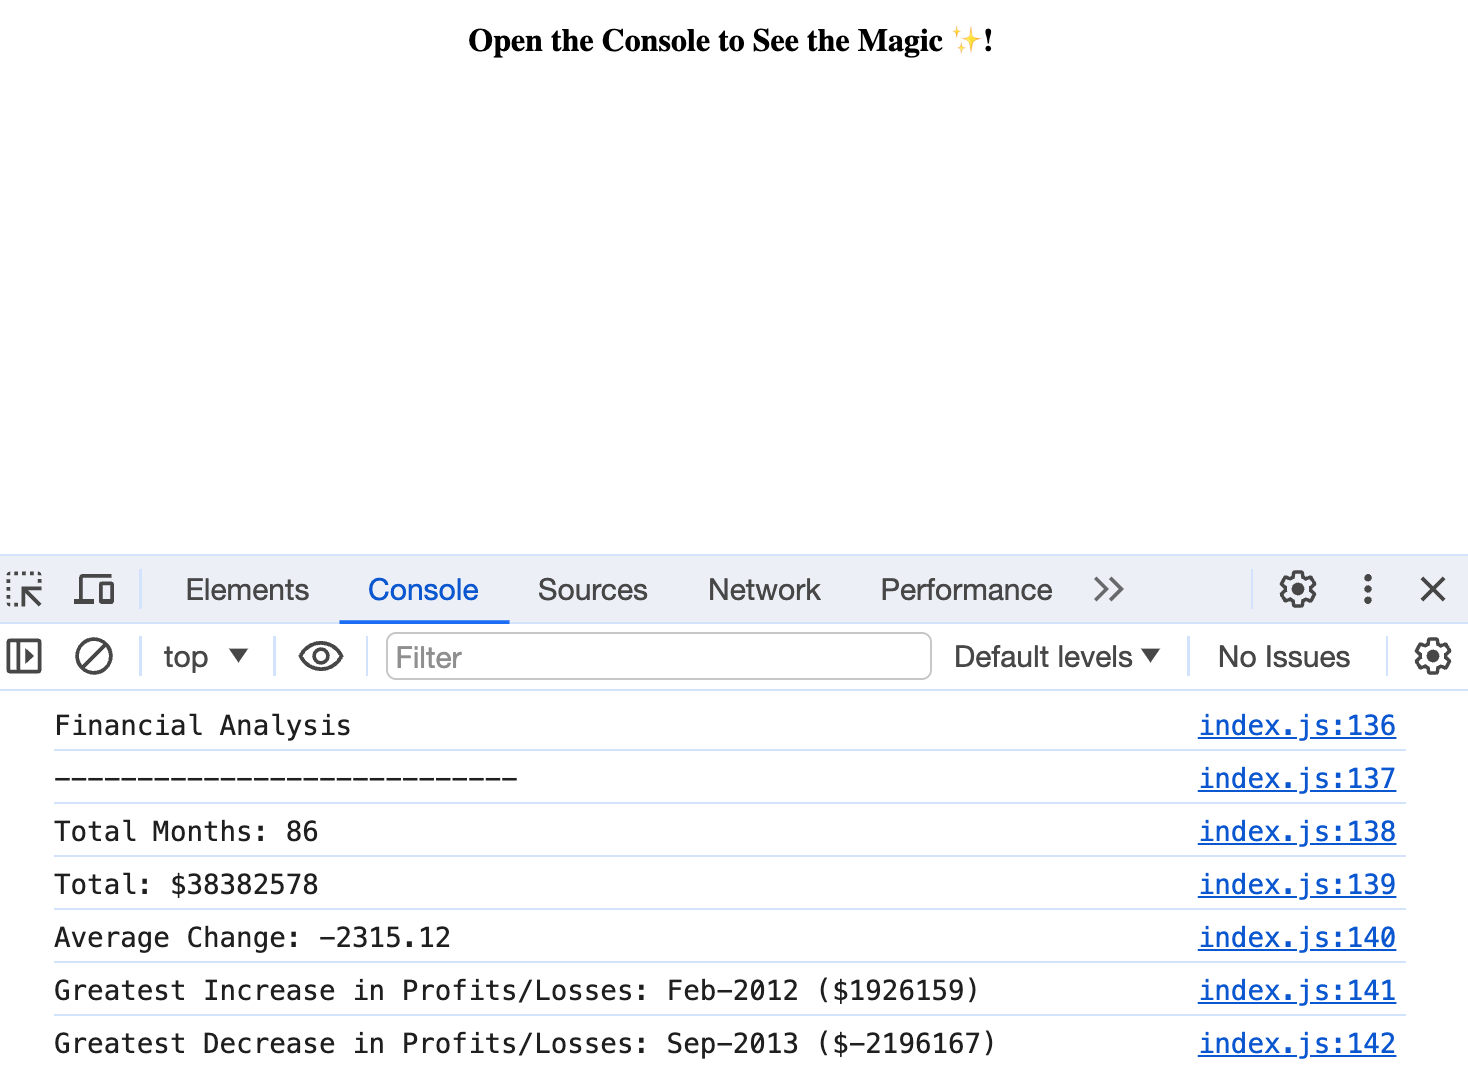 Open the Console to See the Magic ✨!
Elements Console Sources Network Performance
top Filter Default levels No Issues
Financial Analysis index.js:136
---------------------------- index.js:137
Total Months: 86 index.js:138
Total: $38382578 index.js:139
Average Change: -2315.12 index.js:140
Greatest Increase in Profits/Losses: Feb-2012 ($1926159) index.js:141
Greatest Decrease in Profits/Losses: Sep-2013 ($-2196167) index.js:142